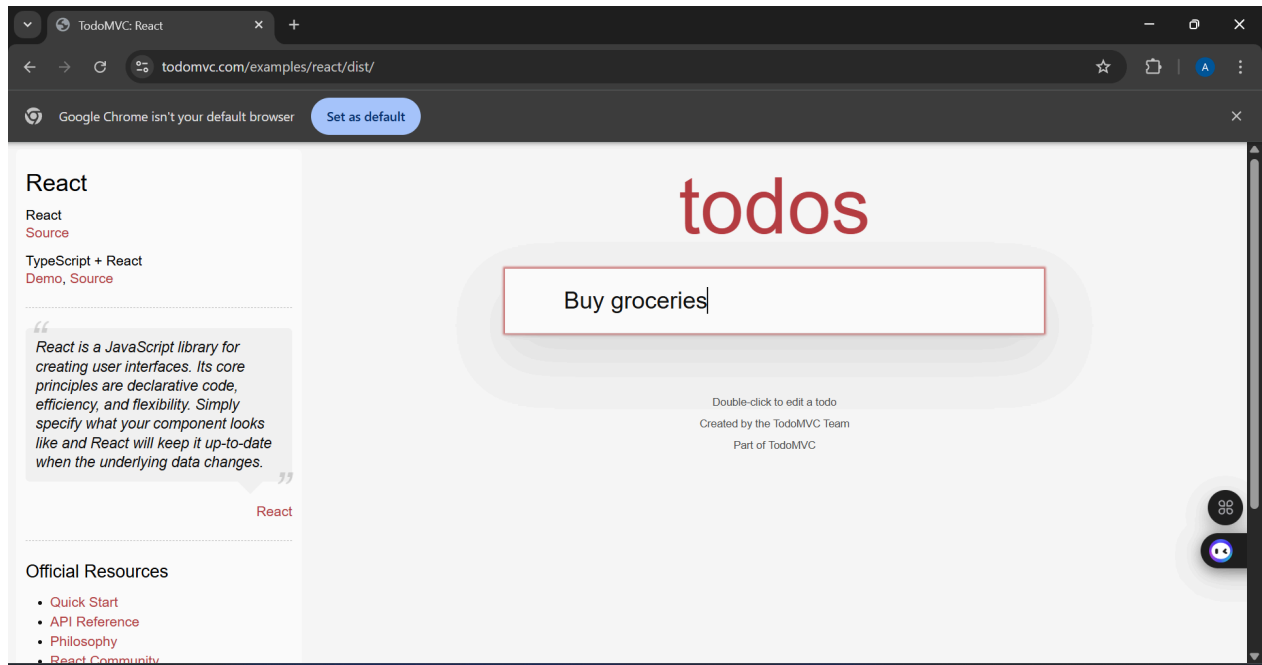 TodoMVC: React
todomvc.com/examples/react/dist/
A
Google Chrome isn't your default browser
Set as default
React
React
Source
TypeScript + React
Demo, Source
“
React is a JavaScript library for
creating user interfaces. Its core
principles are declarative code,
efficiency, and flexibility. Simply
specify what your component looks
like and React will keep it up-to-date
when the underlying data changes.
”
React
Official Resources
• Quick Start
• API Reference
• Philosophy
• React Community
todos
Buy groceries
Double-click to edit a todo
Created by the TodoMVC Team
Part of TodoMVC